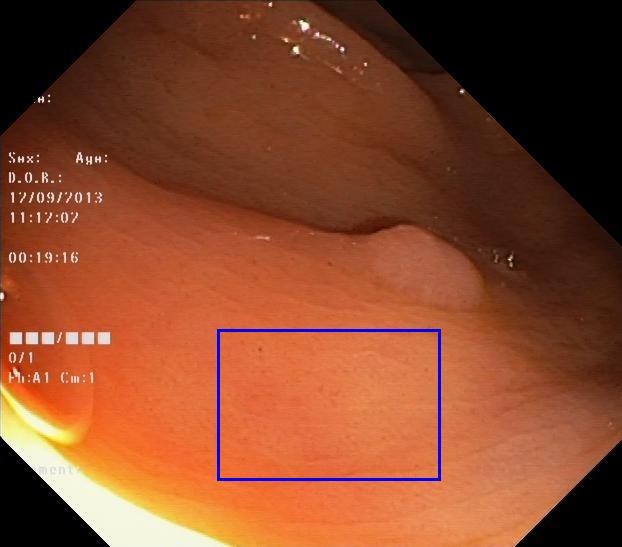 e:
Sex: Age:
D.O.B.:
12/09/2013
11:12:02
00:19:16
■■■/■■■
0/1
Ph:A1 Cm:1